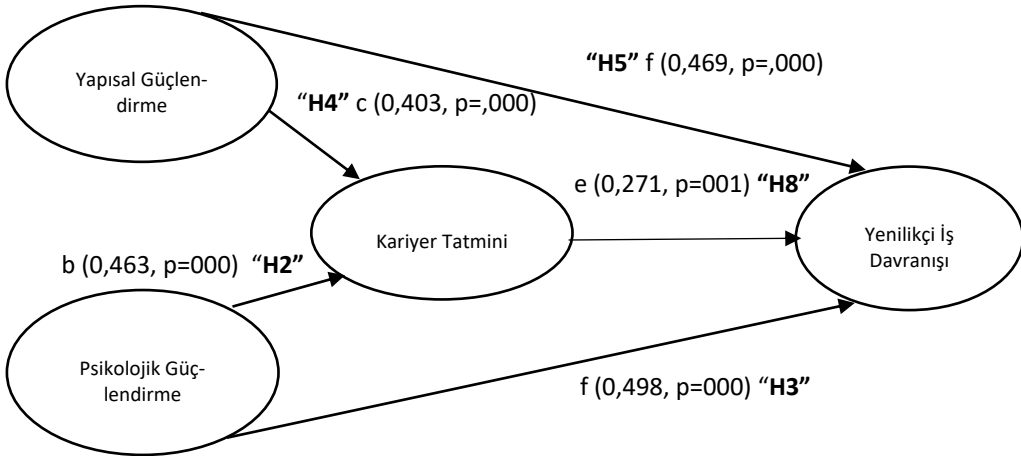 Yapısal Güçlen-
dirme
“H5” f (0,469, p=,000)
“H4” c (0,403, p=,000)
e (0,271, p=001) “H8”
Kariyer Tatmini
Yenilikçi İş
Davranışı
b (0,463, p=000) “H2”
Psikolojik Güç-
lendirme
f (0,498, p=000) “H3”